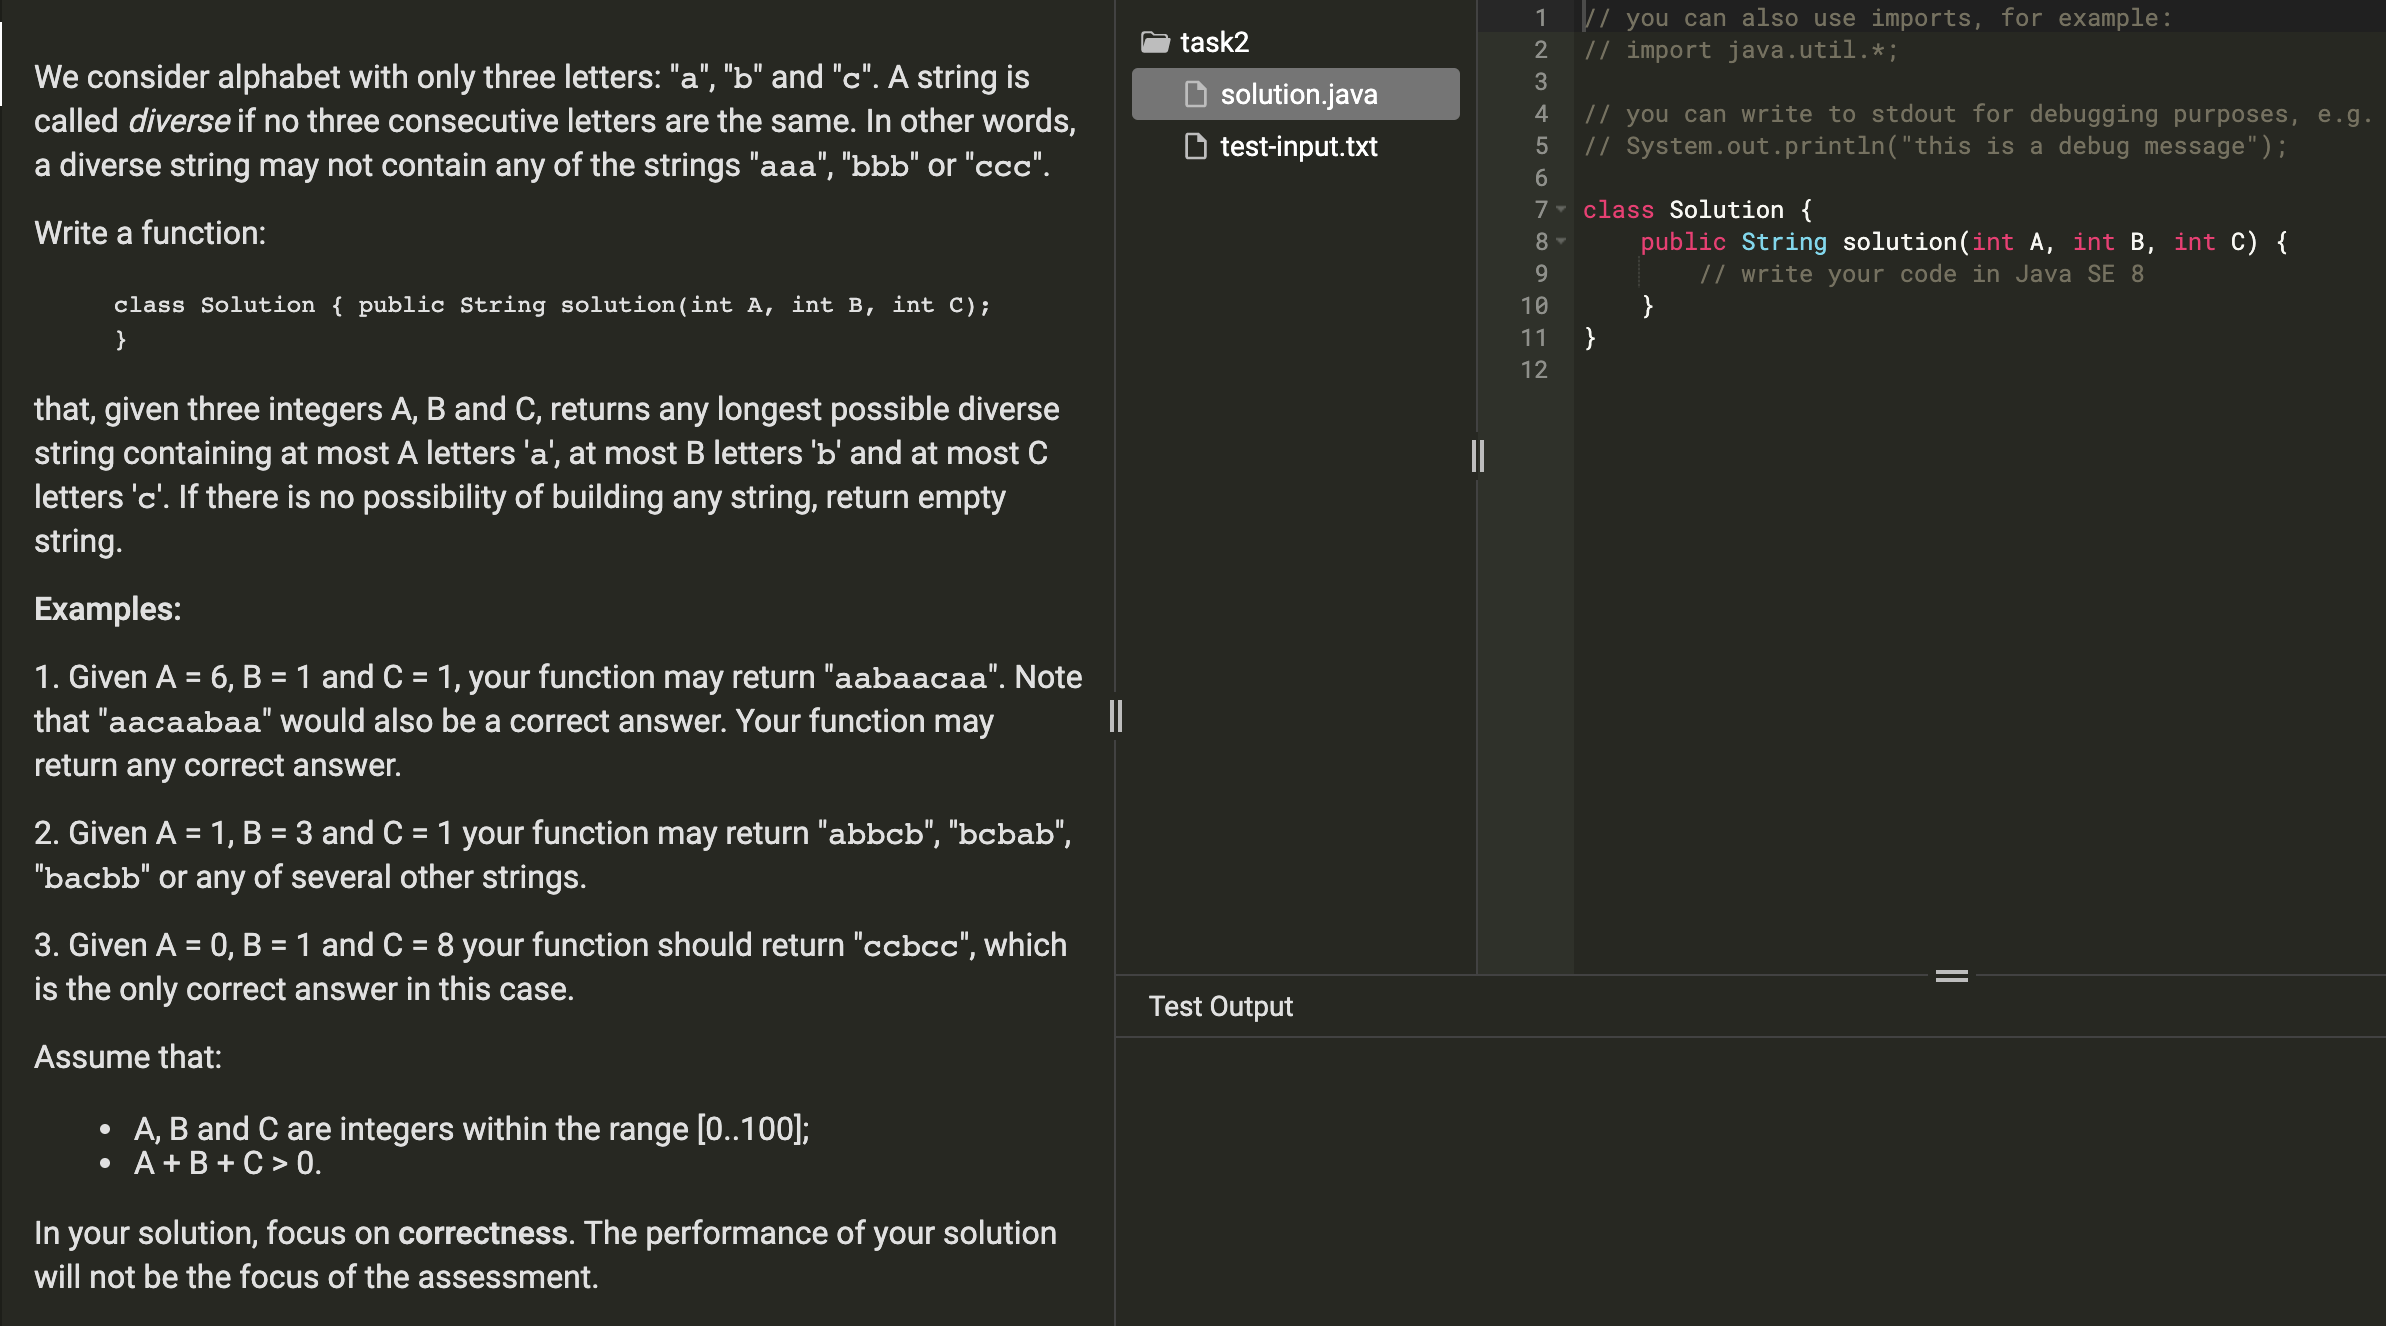 We consider alphabet with only three letters: "a", "b" and "c". A string is
called diverse if no three consecutive letters are the same. In other words,
a diverse string may not contain any of the strings "aaa", "bbb" or "ccc".
Write a function:
class Solution { public String solution(int A, int B, int C);
}
that, given three integers A, B and C, returns any longest possible diverse
string containing at most A letters 'a', at most B letters 'b' and at most C
letters 'c'. If there is no possibility of building any string, return empty
string.
Examples:
1. Given A = 6, B = 1 and C = 1, your function may return "aabaacaa". Note
that "aacaabaa" would also be a correct answer. Your function may
return any correct answer.
2. Given A = 1, B = 3 and C = 1 your function may return "abbcb", "bcbab",
"bacbb" or any of several other strings.
3. Given A = 0, B = 1 and C = 8 your function should return "ccbcc", which
is the only correct answer in this case.
Assume that:
• A, B and C are integers within the range [0..100];
• A + B + C > 0.
In your solution, focus on correctness. The performance of your solution
will not be the focus of the assessment.
task2
solution.java
test-input.txt
1 // you can also use imports, for example:
2 // import java.util.*;
3
4 // you can write to stdout for debugging purposes, e.g.
5 // System.out.println("this is a debug message");
6
7 class Solution {
8 public String solution(int A, int B, int C) {
9 // write your code in Java SE 8
10 }
11 }
12
Test Output